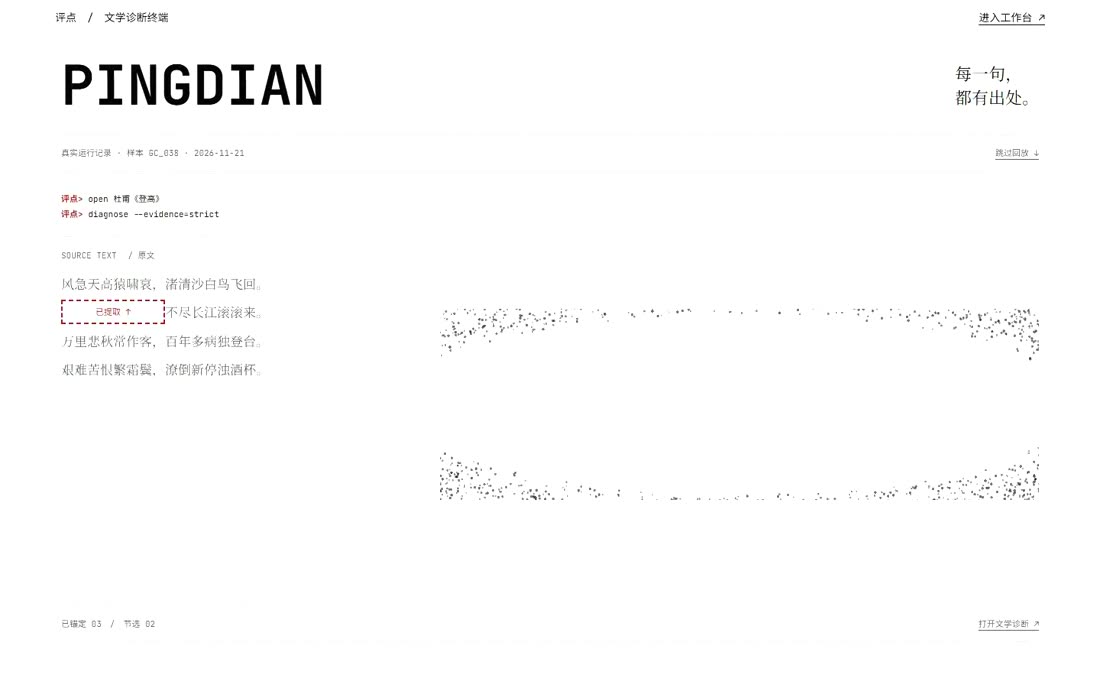 评点 / 文学诊断终端
进入工作台 ↗
PINGDIAN
每一句，
都有出处。
真实运行记录 · 样本 GC_038 · 2026-11-21
跳过回放 ↓
评点> open 杜甫《登高》
评点> diagnose --evidence=strict
SOURCE TEXT / 原文
风急天高猿啸哀，渚清沙白鸟飞回。
已提取 ↑ 不尽长江滚滚来。
万里悲秋常作客，百年多病独登台。
艰难苦恨繁霜鬓，潦倒新停浊酒杯。
已锚定 03 / 节选 02
打开文学诊断 ↗